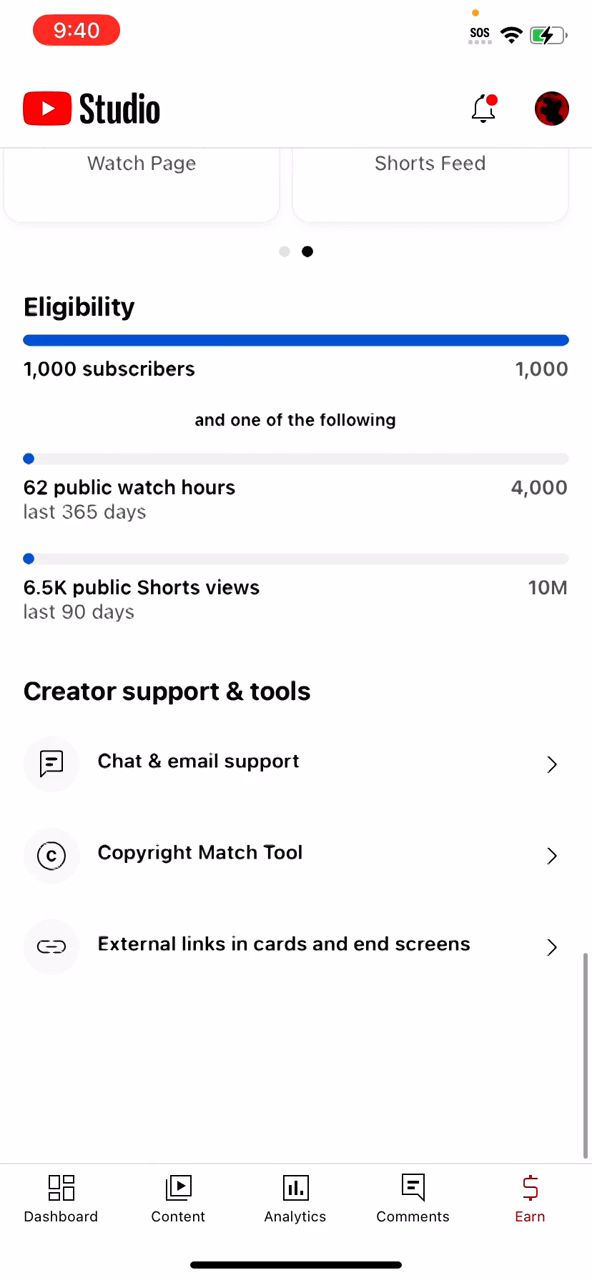 9:40
SOS
Studio
Watch Page
Shorts Feed
Eligibility
1,000 subscribers 1,000
and one of the following
62 public watch hours 4,000
last 365 days
6.5K public Shorts views 10M
last 90 days
Creator support & tools
Chat & email support
C Copyright Match Tool
External links in cards and end screens
Dashboard Content Analytics Comments Earn